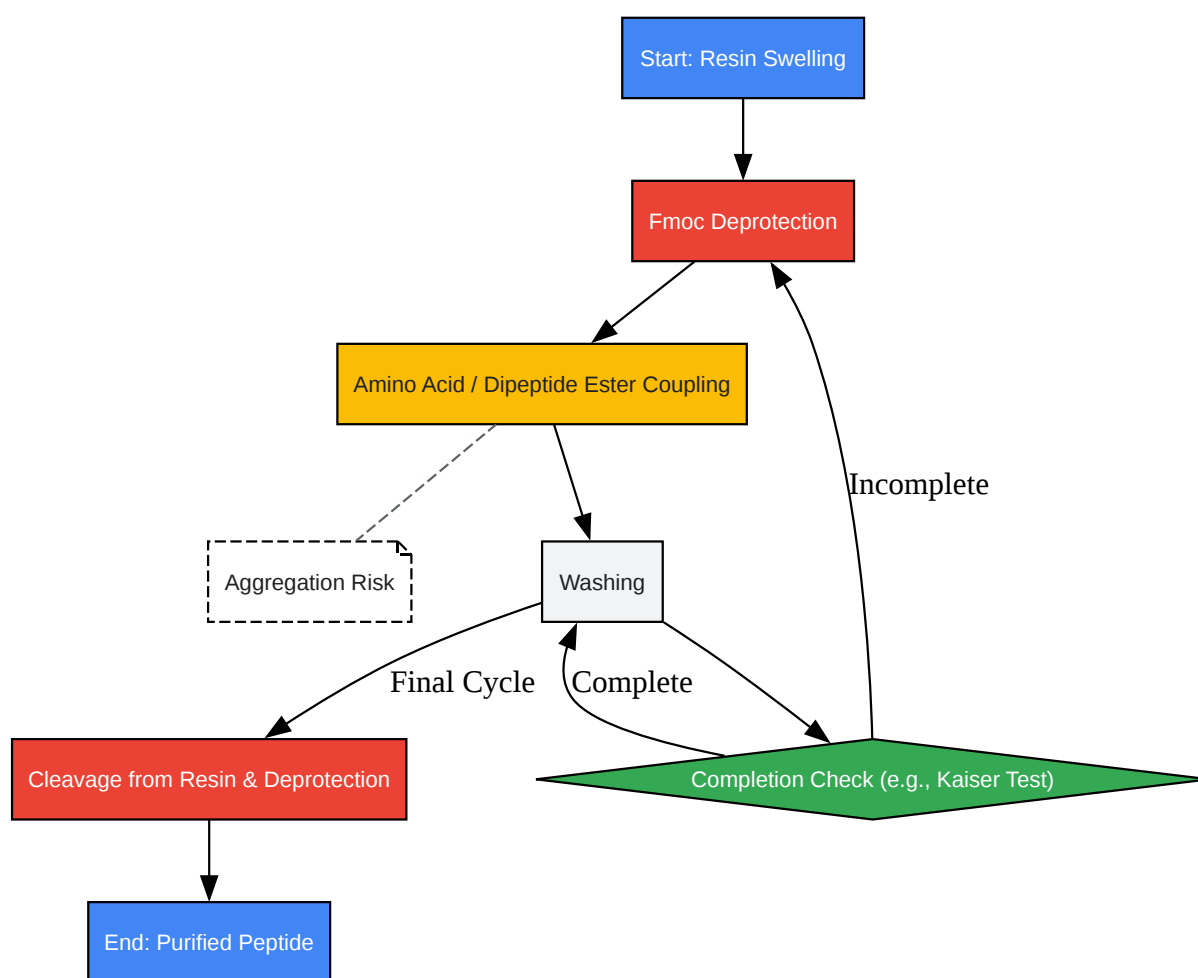 Start: Resin Swelling
Fmoc Deprotection
Amino Acid / Dipeptide Ester Coupling
Incomplete
Aggregation Risk
Washing
Final Cycle
Complete
Cleavage from Resin & Deprotection
Completion Check (e.g., Kaiser Test)
End: Purified Peptide